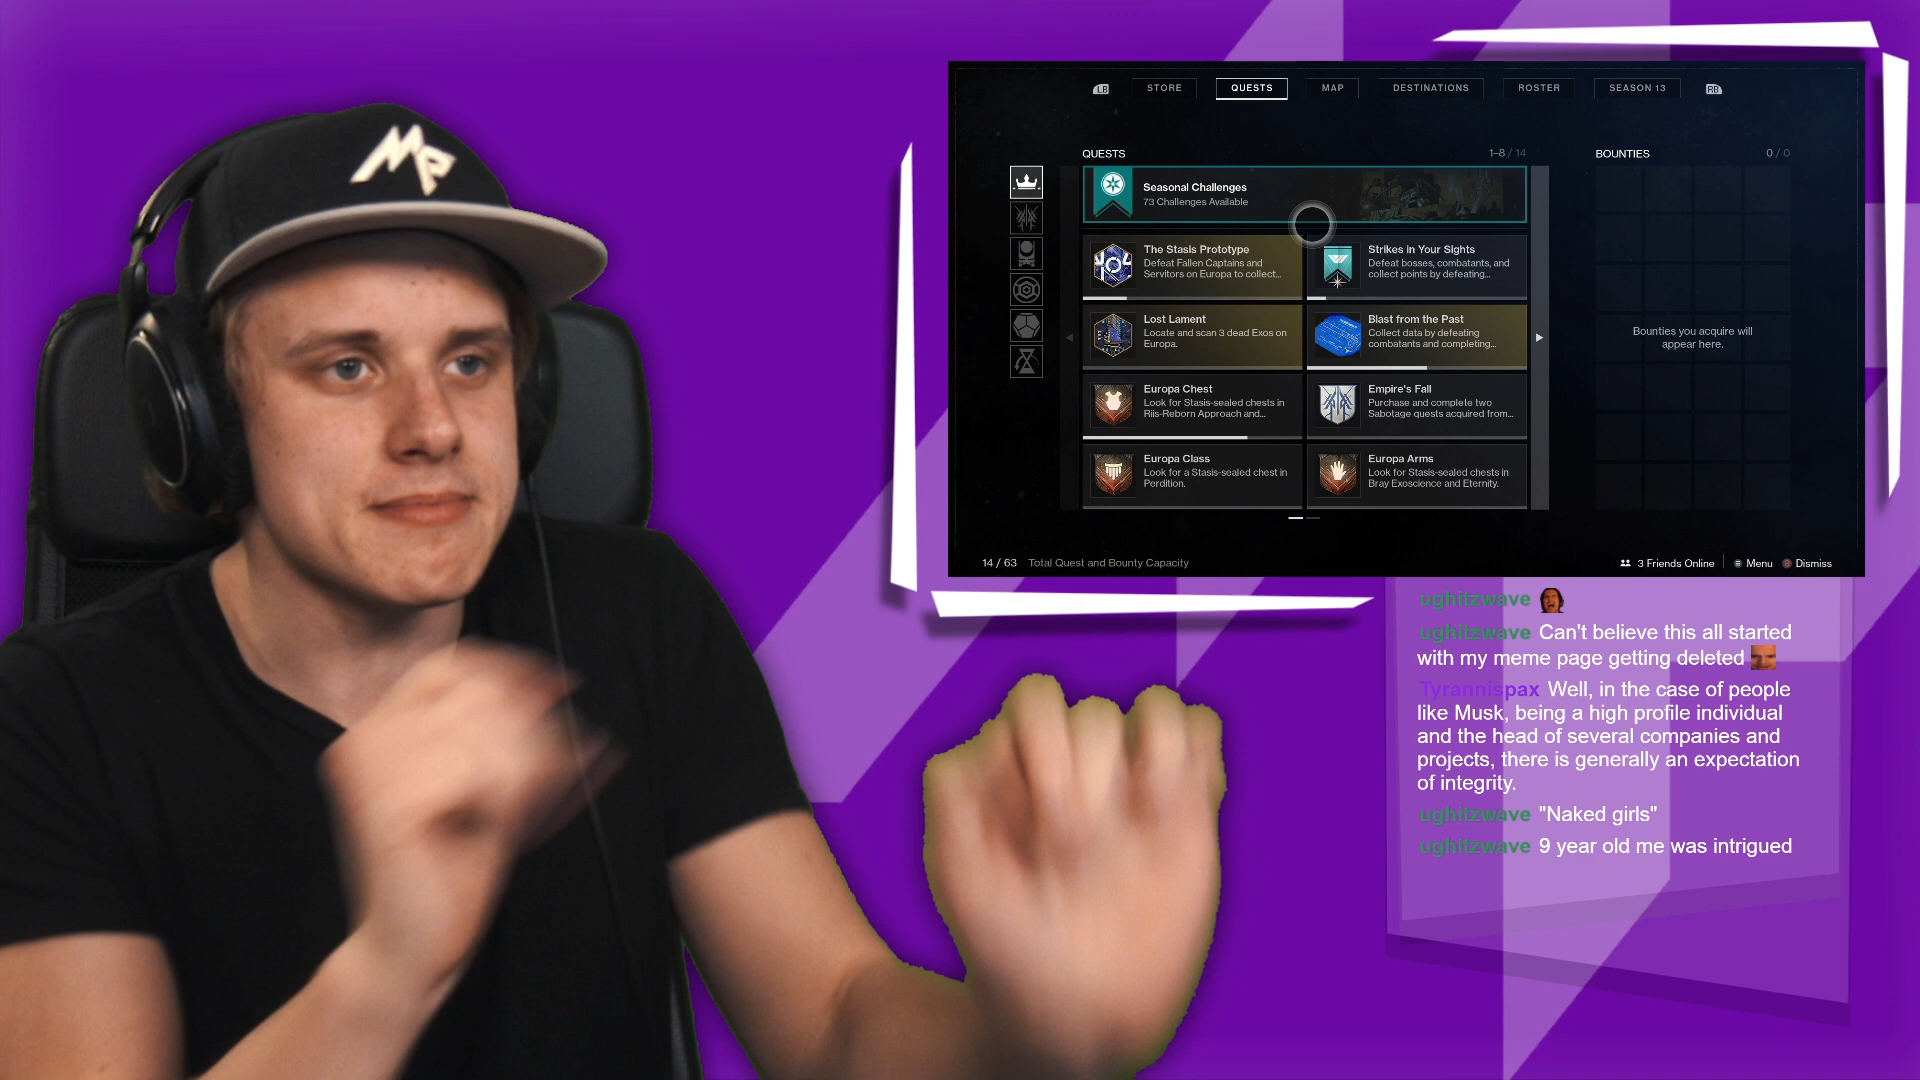 MP
LB
STORE
QUESTS
MAP
DESTINATIONS
ROSTER
SEASON 13
RB
QUESTS
1–8 / 14
BOUNTIES
0 / 0
Seasonal Challenges
73 Challenges Available
The Stasis Prototype
Defeat Fallen Captains and
Servitors on Europa to collect...
Strikes in Your Sights
Defeat bosses, combatants, and
collect points by defeating...
Lost Lament
Locate and scan 3 dead Exos on
Europa.
Blast from the Past
Collect data by defeating
combatants and completing...
Bounties you acquire will
appear here.
Europa Chest
Look for Stasis-sealed chests in
Riis-Reborn Approach and...
Empire's Fall
Purchase and complete two
Sabotage quests acquired from...
Europa Class
Look for a Stasis-sealed chest in
Perdition.
Europa Arms
Look for Stasis-sealed chests in
Bray Exoscience and Eternity.
14 / 63 Total Quest and Bounty Capacity
3 Friends Online
Menu
B Dismiss
ughitzwave
ughitzwave Can't believe this all started
with my meme page getting deleted
Tyrannispax Well, in the case of people
like Musk, being a high profile individual
and the head of several companies and
projects, there is generally an expectation
of integrity.
ughitzwave "Naked girls"
ughitzwave 9 year old me was intrigued